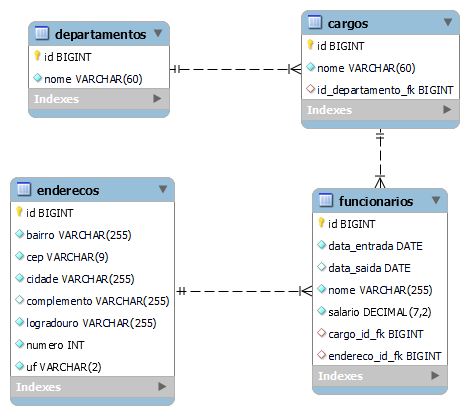 departamentos
id BIGINT
nome VARCHAR(60)
Indexes
cargos
id BIGINT
nome VARCHAR(60)
id_departamento_fk BIGINT
Indexes
enderecos
id BIGINT
bairro VARCHAR(255)
cep VARCHAR(9)
cidade VARCHAR(255)
complemento VARCHAR(255)
logradouro VARCHAR(255)
numero INT
uf VARCHAR(2)
Indexes
funcionarios
id BIGINT
data_entrada DATE
data_saida DATE
nome VARCHAR(255)
salario DECIMAL(7,2)
cargo_id_fk BIGINT
endereco_id_fk BIGINT
Indexes